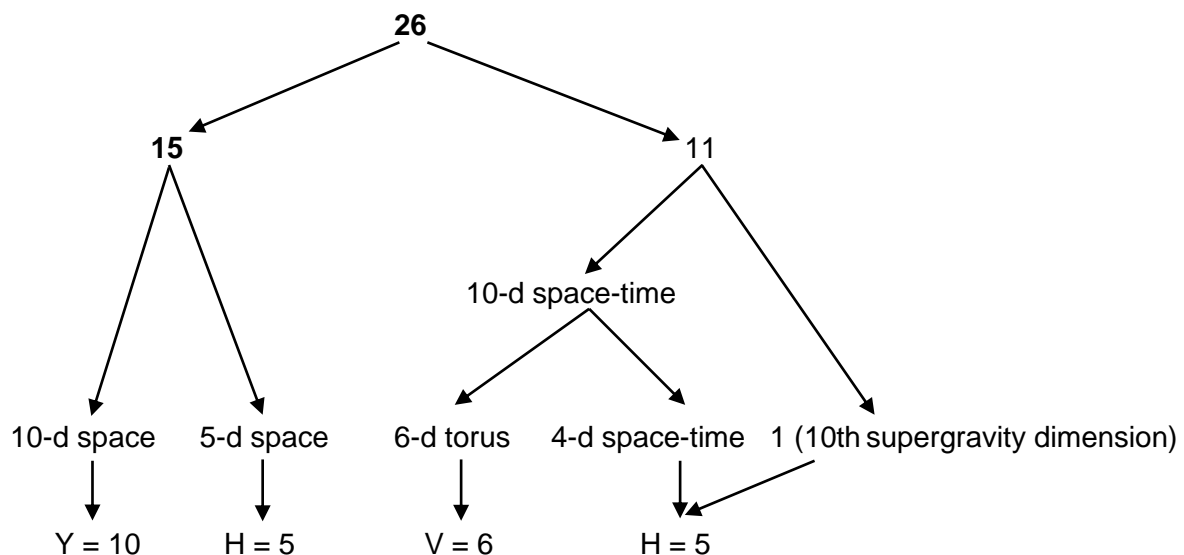 26
15 11
10-d space-time
10-d space 5-d space 6-d torus 4-d space-time 1 (10th supergravity dimension)
Y = 10 H = 5 V = 6 H = 5